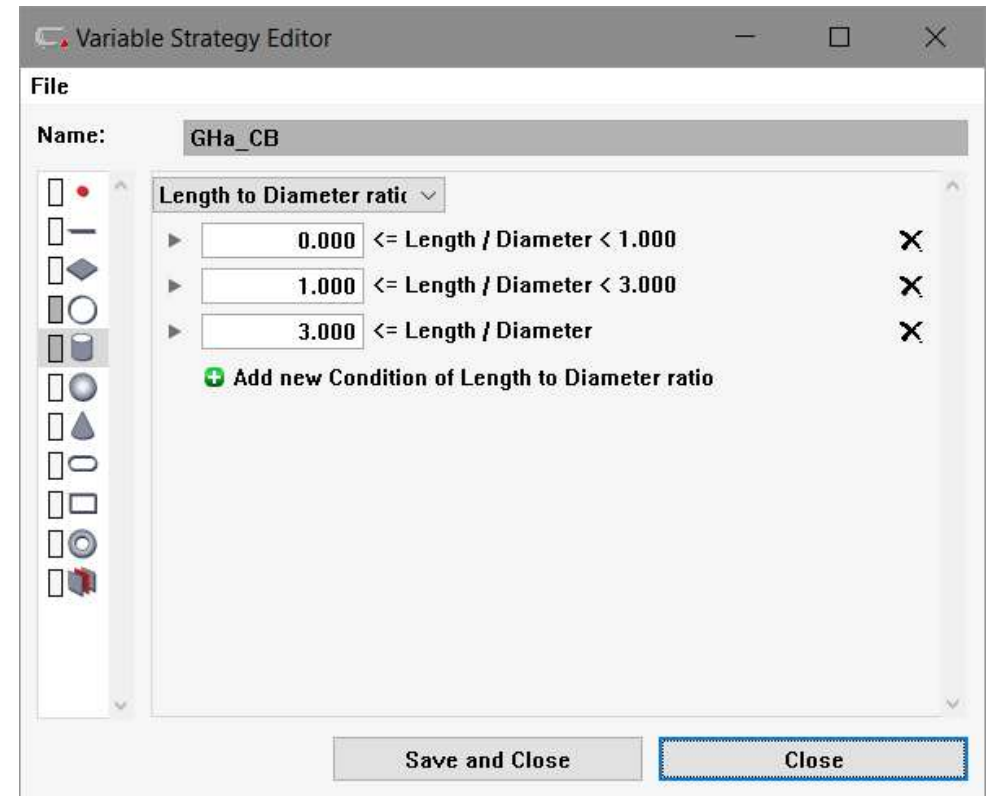 Variable Strategy Editor
File
Name: GHa_CB
Length to Diameter ratic
0.000 <= Length / Diameter < 1.000
1.000 <= Length / Diameter < 3.000
3.000 <= Length / Diameter
Add new Condition of Length to Diameter ratio
Save and Close Close